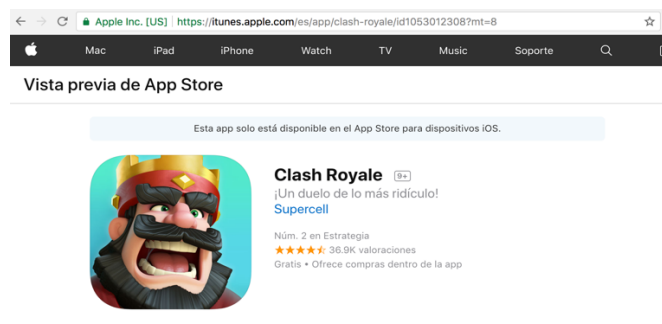 Apple Inc. [US] | https://itunes.apple.com/es/app/clash-royale/id1053012308?mt=8
Mac iPad iPhone Watch TV Music Soporte
Vista previa de App Store
Esta app solo está disponible en el App Store para dispositivos iOS.
Clash Royale 9+
¡Un duelo de lo más ridículo!
Supercell
Núm. 2 en Estrategia
★★★★⯨ 36.9K valoraciones
Gratis • Ofrece compras dentro de la app